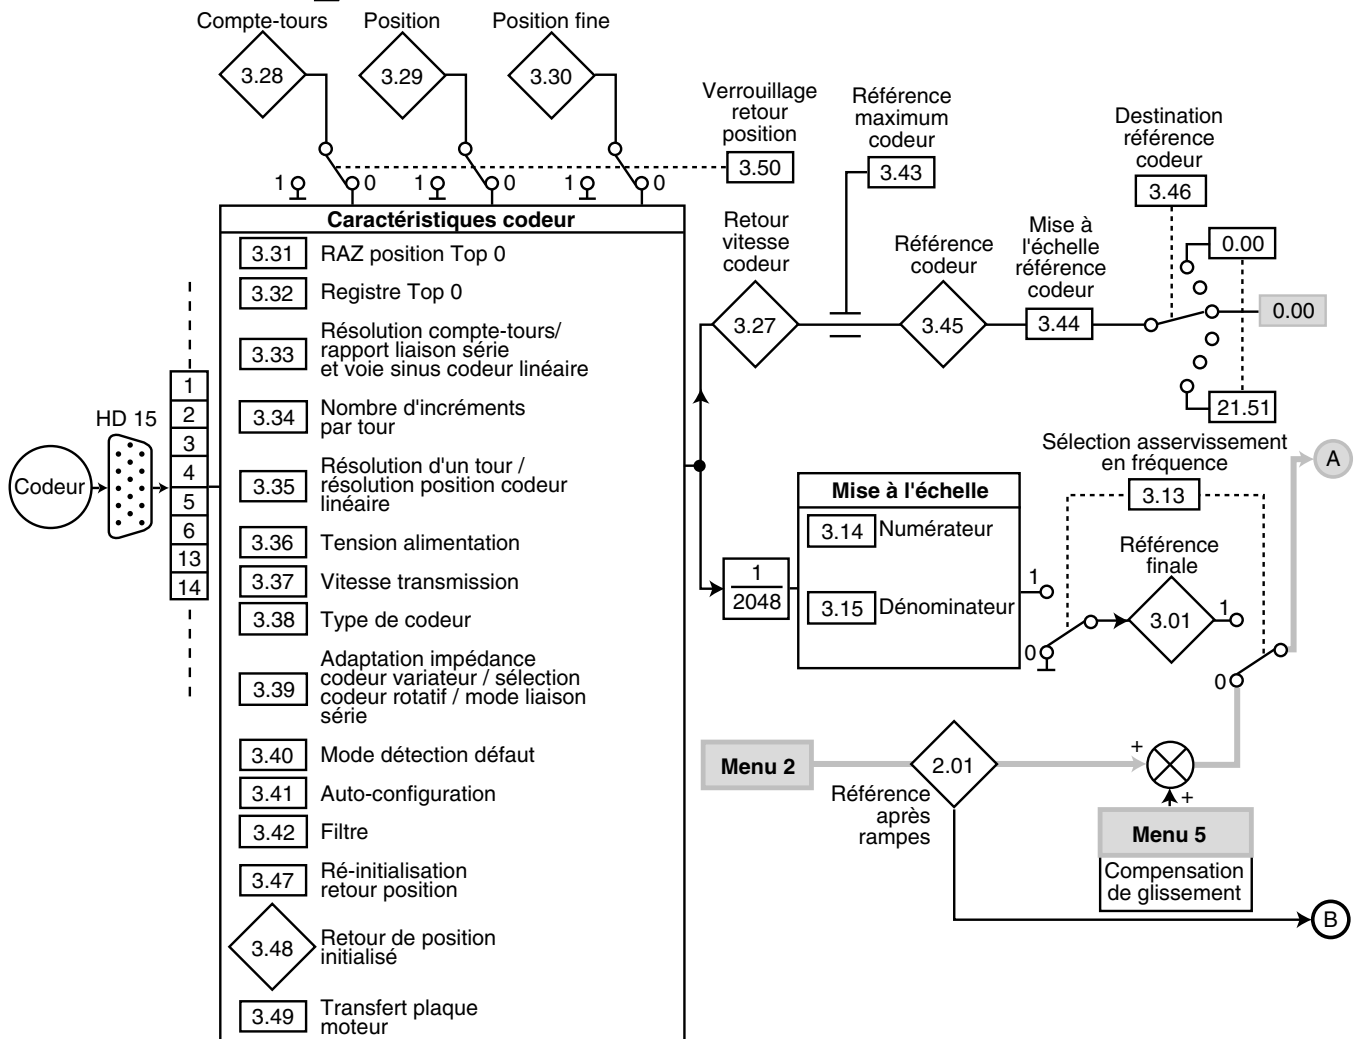 Compte-tours
Position
Position fine
3.28
3.29
3.30
Verrouillage
retour
position
3.50
Référence
maximum
codeur
3.43
Destination
référence
codeur
3.46
1
0
1
0
1
0
Caractéristiques codeur
3.31 RAZ position Top 0
3.32 Registre Top 0
3.33 Résolution compte-tours/
rapport liaison série
et voie sinus codeur linéaire
3.34 Nombre d'incréments
par tour
3.35 Résolution d'un tour /
résolution position codeur
linéaire
3.36 Tension alimentation
3.37 Vitesse transmission
3.38 Type de codeur
3.39 Adaptation impédance
codeur variateur / sélection
codeur rotatif / mode liaison
série
3.40 Mode détection défaut
3.41 Auto-configuration
3.42 Filtre
3.47 Ré-initialisation
retour position
3.48 Retour de position
initialisé
3.49 Transfert plaque
moteur
Codeur
HD 15
1
2
3
4
5
6
13
14
Retour
vitesse
codeur
3.27
Référence
codeur
3.45
Mise à
l'échelle
référence
codeur
3.44
0.00
0.00
21.51
Sélection asservissement
en fréquence
3.13
A
1
2048
Mise à l'échelle
3.14 Numérateur
3.15 Dénominateur
1
0
Référence
finale
3.01
1
0
Menu 2
2.01
Référence
après
rampes
+
+
Menu 5
Compensation
de glissement
B